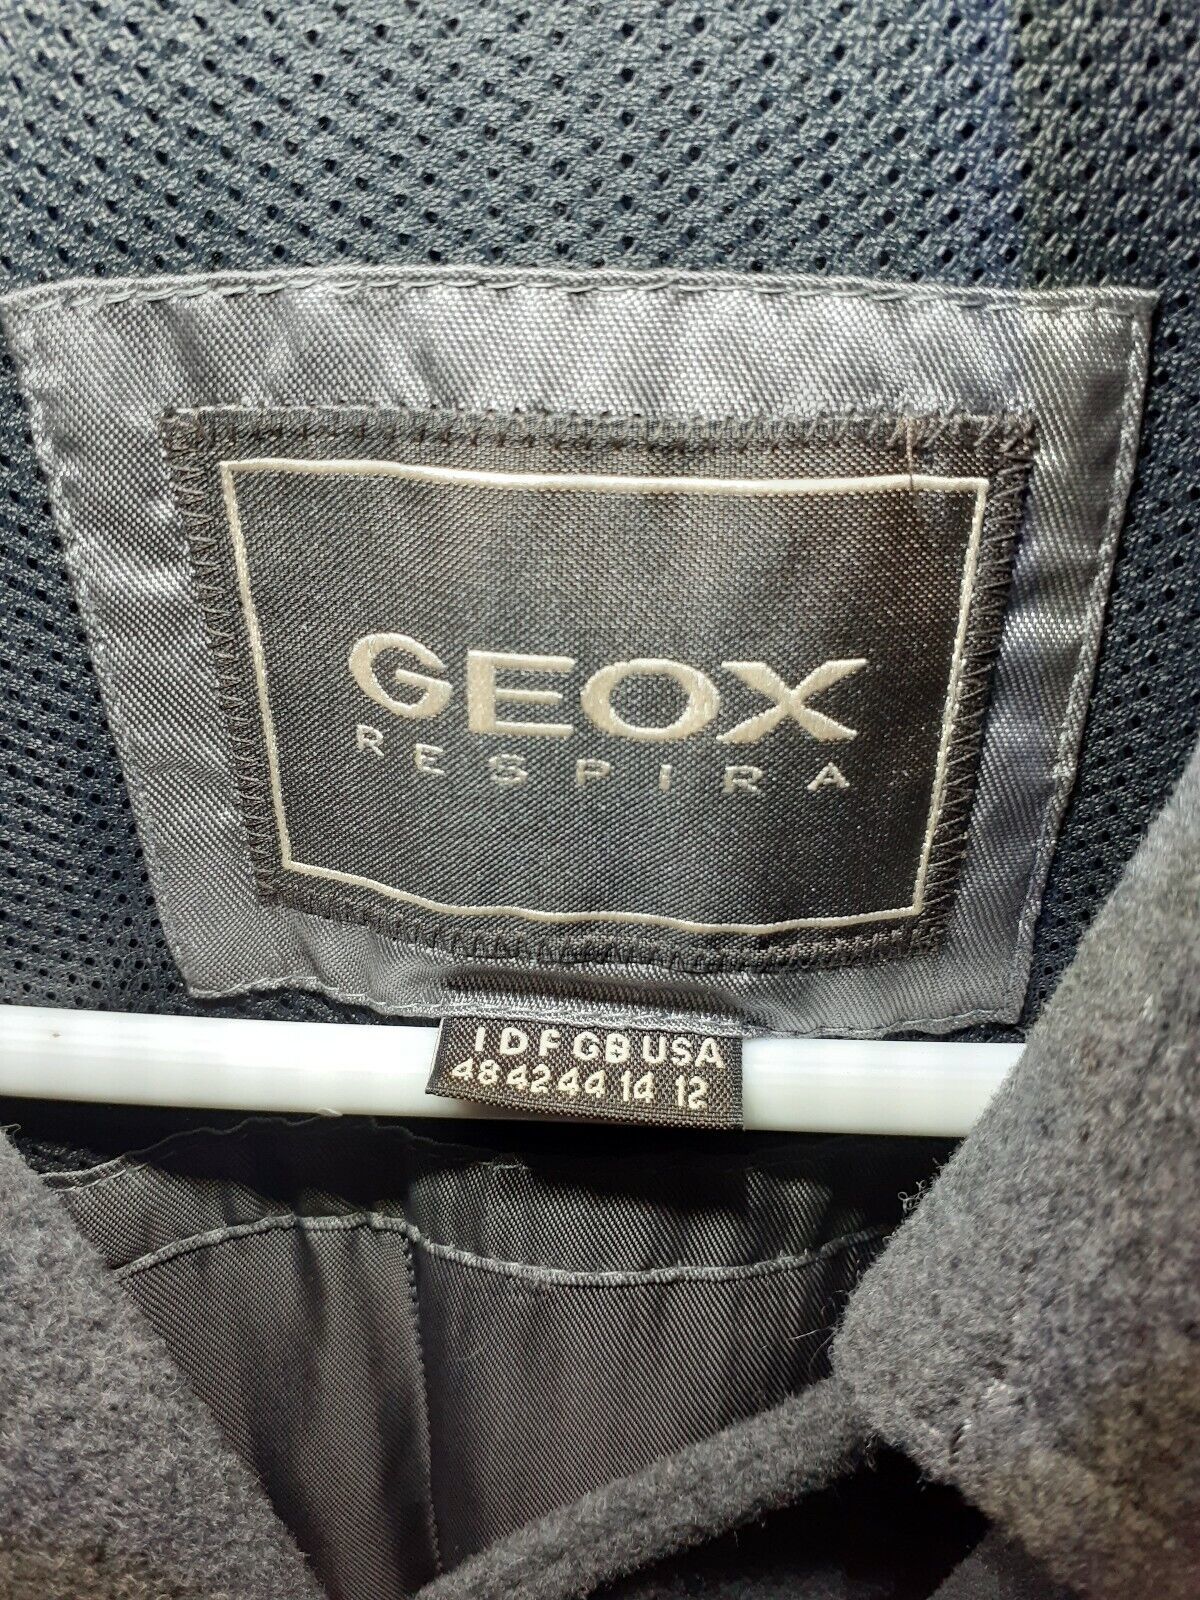 GEOX
RESPIRA
I D F GB USA
48 42 44 14 12